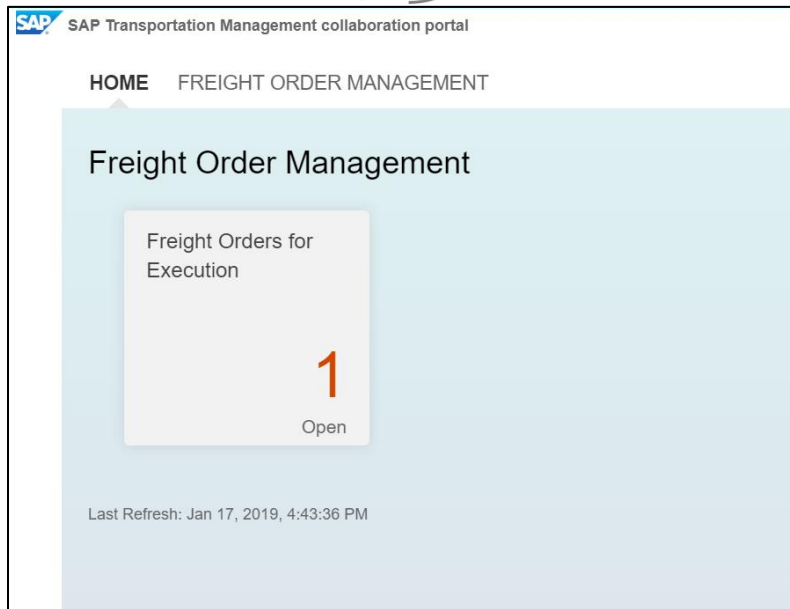 SAP SAP Transportation Management collaboration portal
HOME FREIGHT ORDER MANAGEMENT
Freight Order Management
Freight Orders for
Execution
1
Open
Last Refresh: Jan 17, 2019, 4:43:36 PM